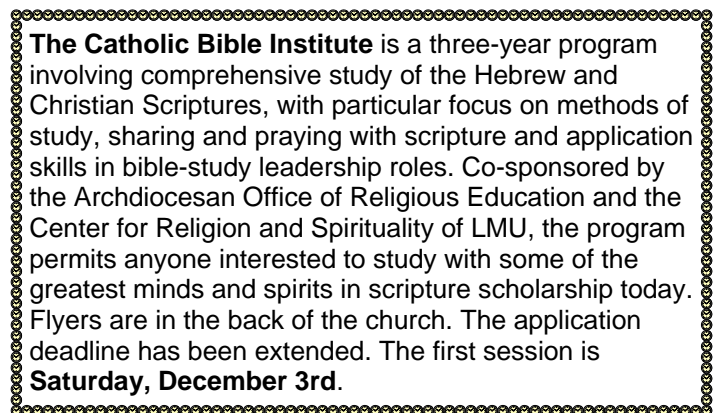 The Catholic Bible Institute is a three-year program
involving comprehensive study of the Hebrew and
Christian Scriptures, with particular focus on methods of
study, sharing and praying with scripture and application
skills in bible-study leadership roles. Co-sponsored by
the Archdiocesan Office of Religious Education and the
Center for Religion and Spirituality of LMU, the program
permits anyone interested to study with some of the
greatest minds and spirits in scripture scholarship today.
Flyers are in the back of the church. The application
deadline has been extended. The first session is
Saturday, December 3rd.